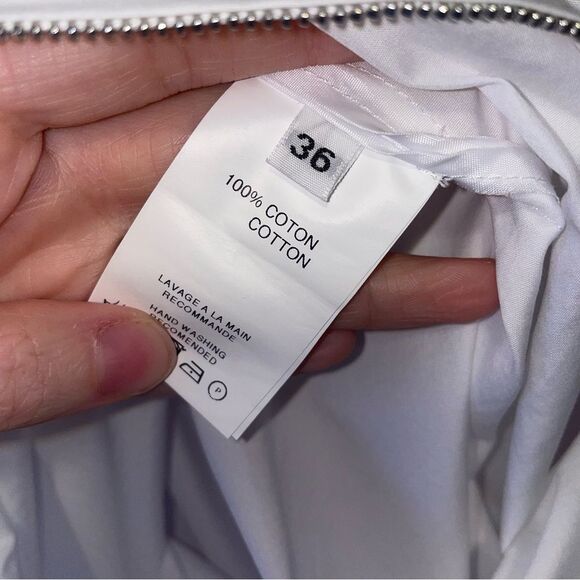 36
100% COTON
COTTON
LAVAGE A LA MAIN
RECOMMANDE
HAND WASHING
RECOMENDED
P